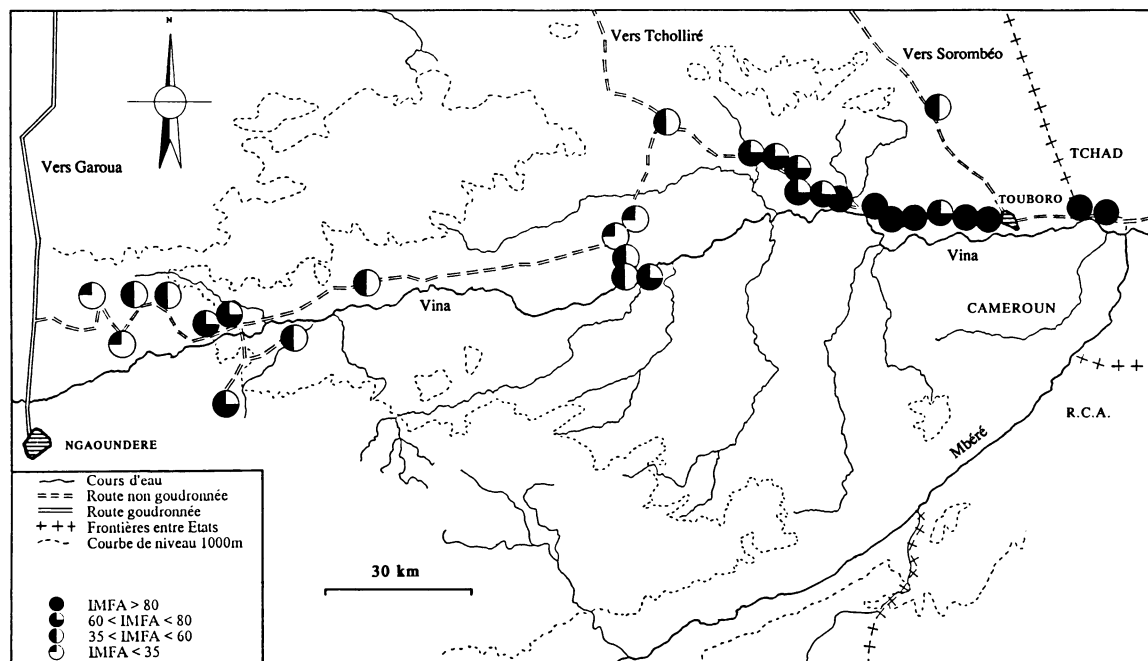 N
Vers Tcholliré
Vers Sorombéo
Vers Garoua
TCHAD
TOUBORO
Vina
Vina
CAMEROUN
R.C.A.
Mbéré
NGAOUNDERE
Cours d'eau
Route non goudronnée
Route goudronnée
Frontières entre Etats
Courbe de niveau 1000m
30 km
IMFA > 80
60 < IMFA < 80
35 < IMFA < 60
IMFA < 35